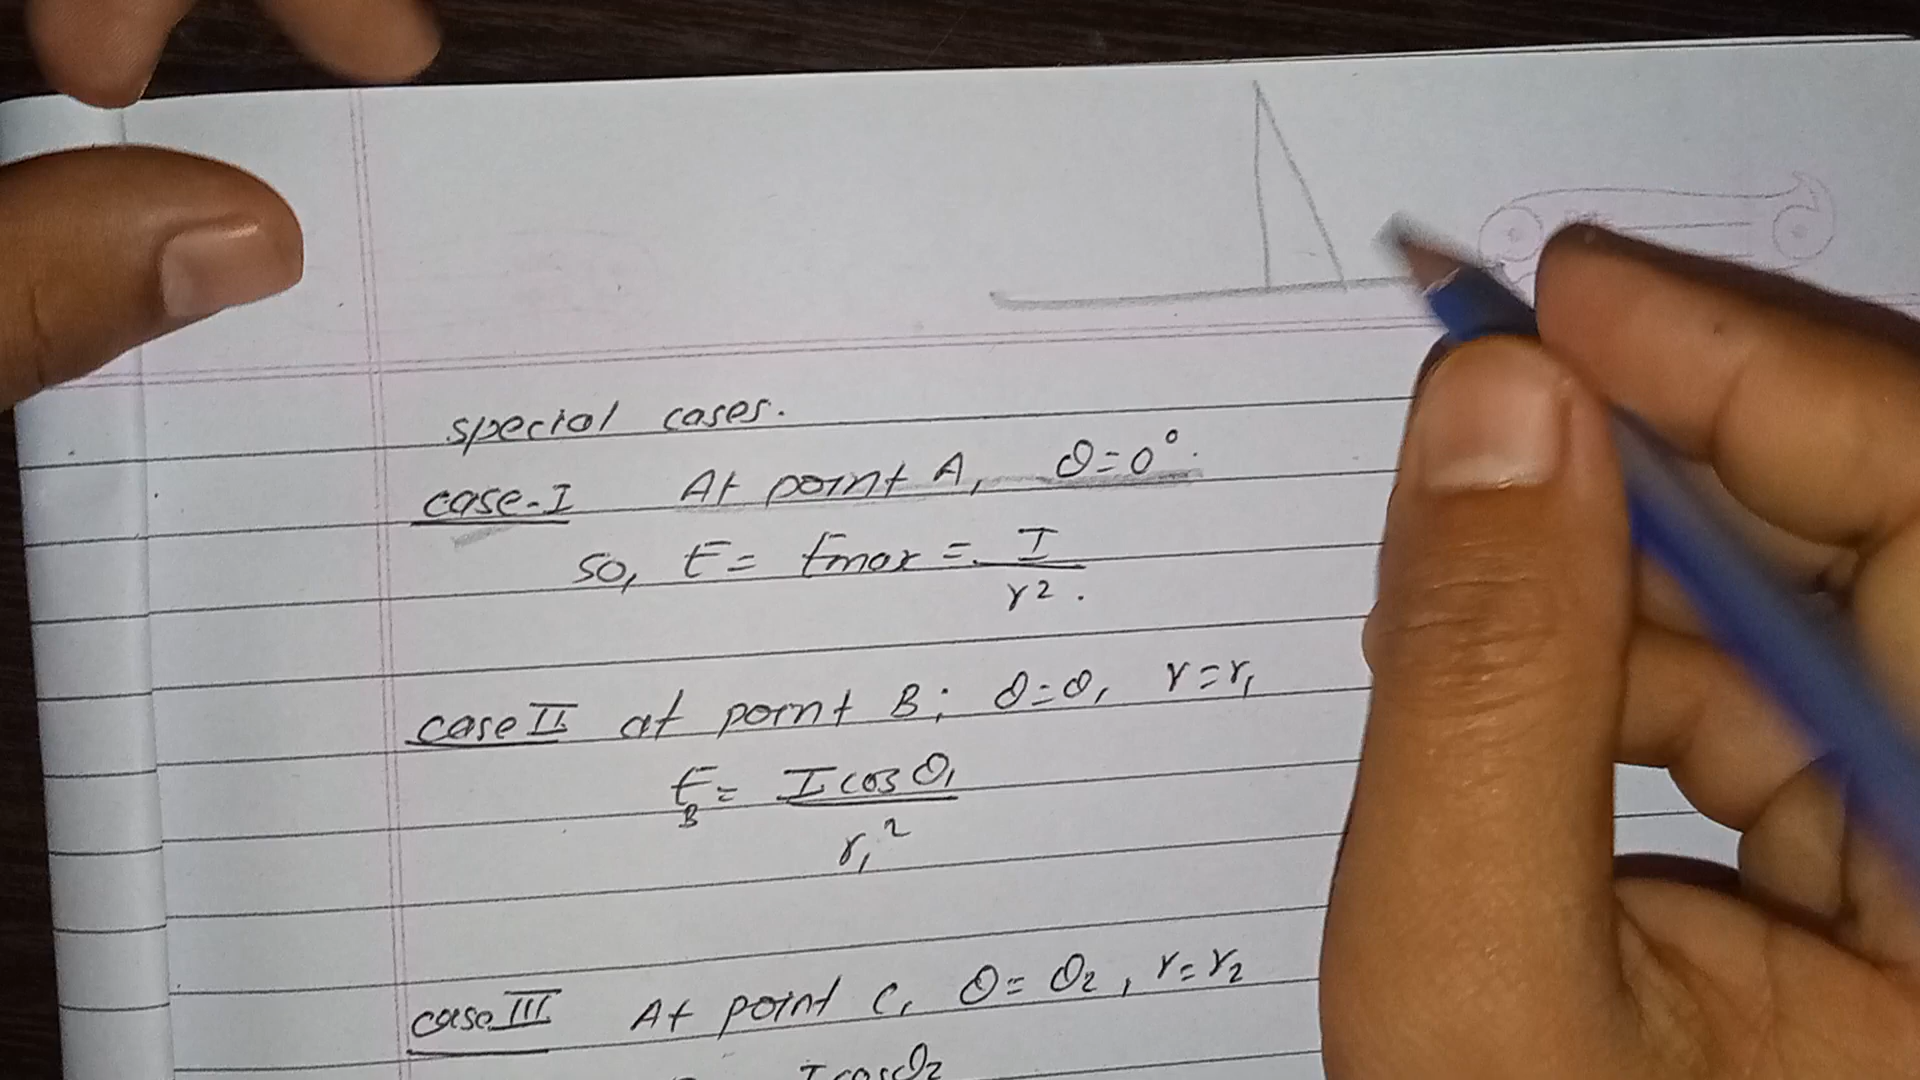 special cases.
case-I At point A, θ=0°.
so, E = Emax = I/r².
case II at point B; θ=θ₁ r=r₁
E_B = I cos θ₁/r₁²
case III At point C, θ=θ₂, r=r₂
I cosθ₂